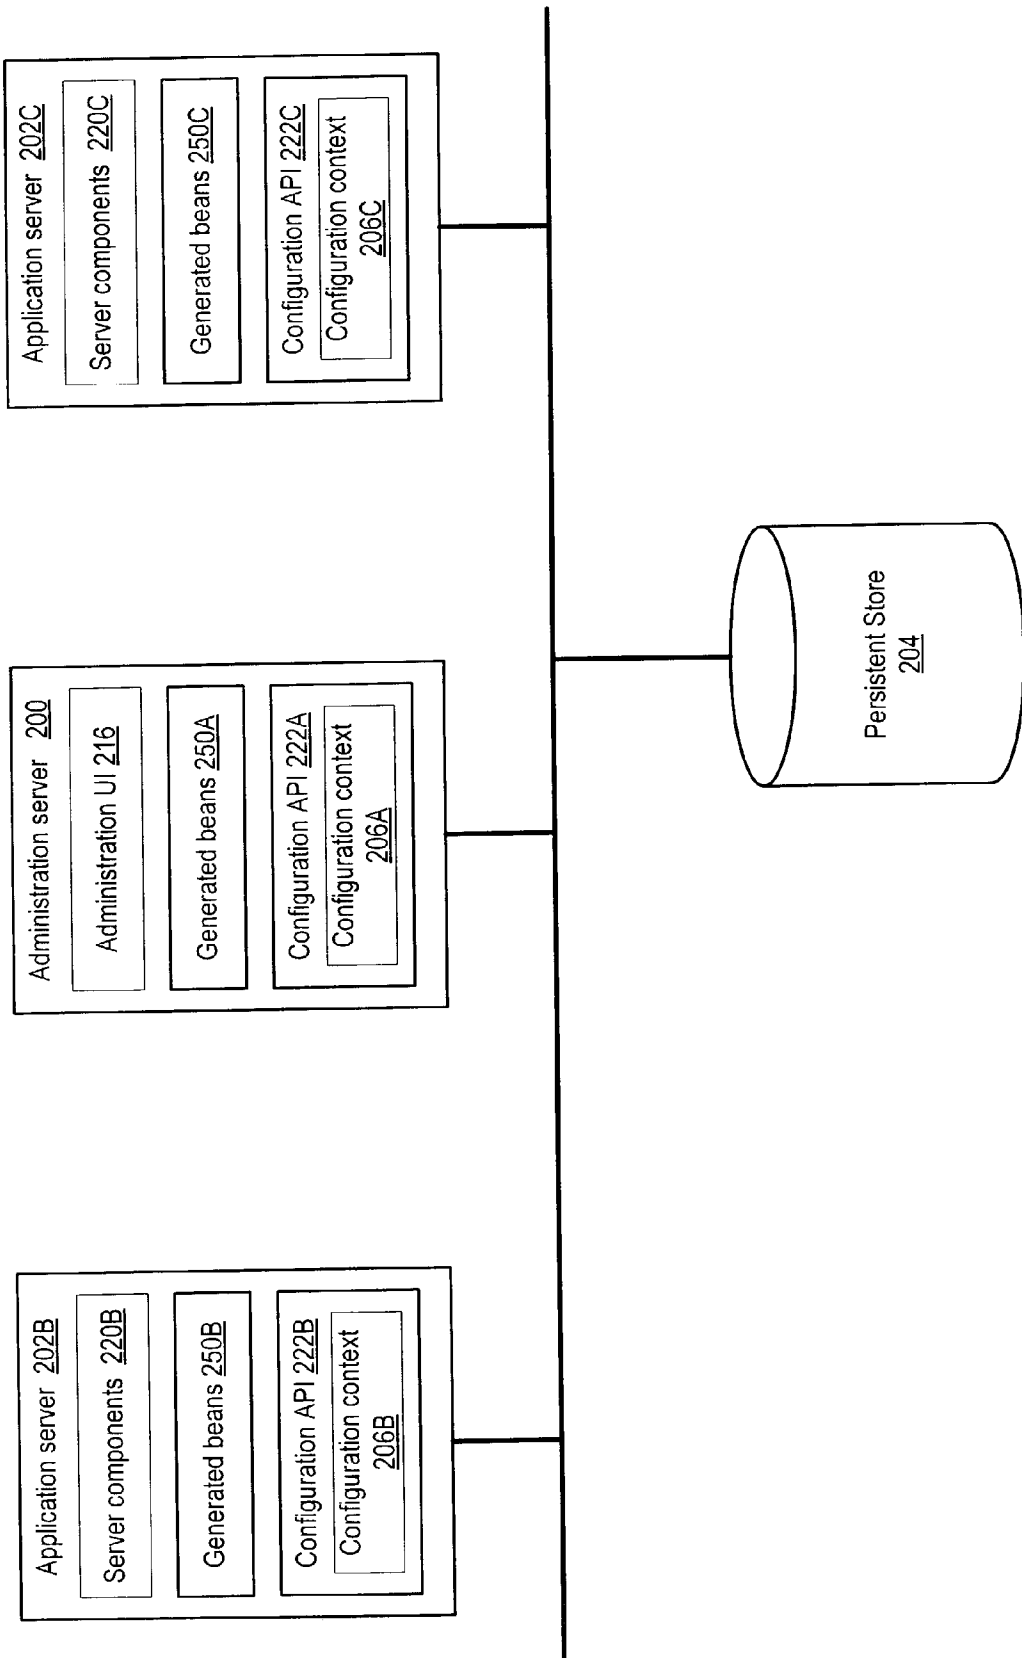 Application server 202B
Server components 220B
Generated beans 250B
Configuration API 222B
Configuration context
206B
Administration server 200
Administration UI 216
Generated beans 250A
Configuration API 222A
Configuration context
206A
Application server 202C
Server components 220C
Generated beans 250C
Configuration API 222C
Configuration context
206C
Persistent Store
204